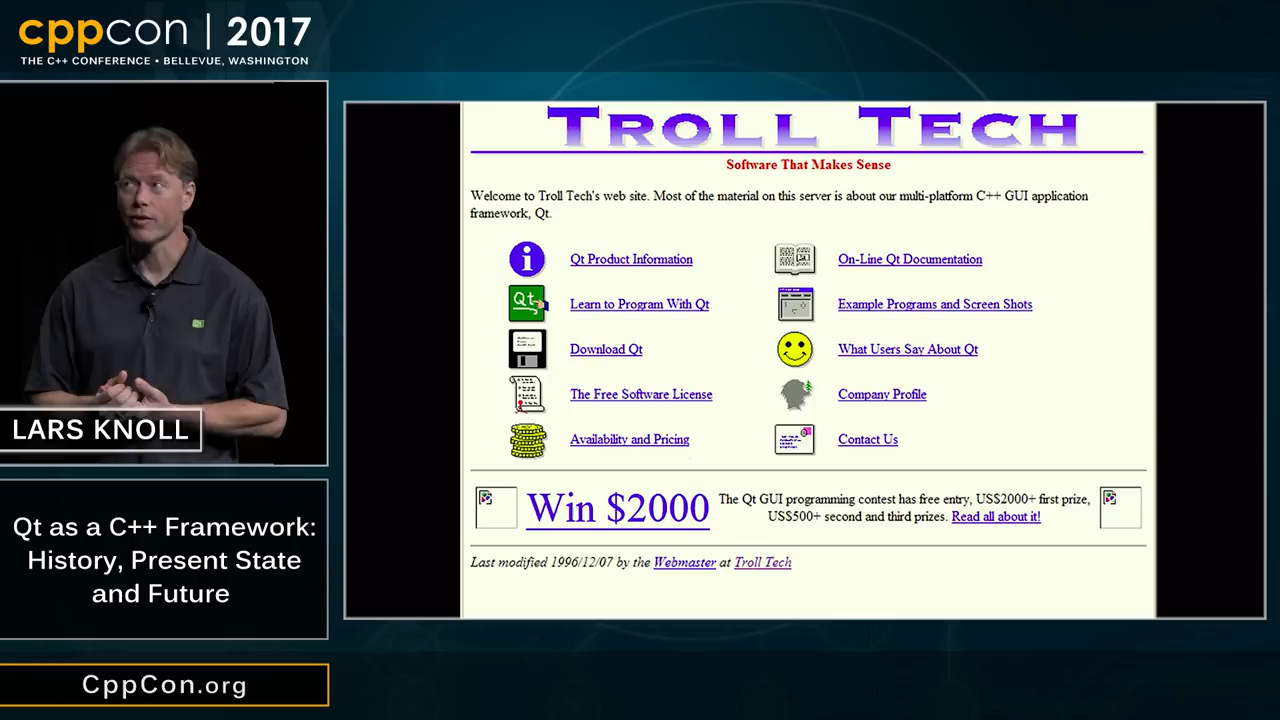 cppcon | 2017
THE C++ CONFERENCE • BELLEVUE, WASHINGTON
LARS KNOLL
Qt as a C++ Framework:
History, Present State
and Future
CppCon.org
TROLL TECH
Software That Makes Sense
Welcome to Troll Tech's web site. Most of the material on this server is about our multi-platform C++ GUI application
framework, Qt.
Qt Product Information
On-Line Qt Documentation
Qt
Learn to Program With Qt
Example Programs and Screen Shots
Download Qt
What Users Say About Qt
The Free Software License
Company Profile
Availability and Pricing
Contact Us
Win $2000
The Qt GUI programming contest has free entry, US$2000+ first prize,
US$500+ second and third prizes. Read all about it!
Last modified 1996/12/07 by the Webmaster at Troll Tech